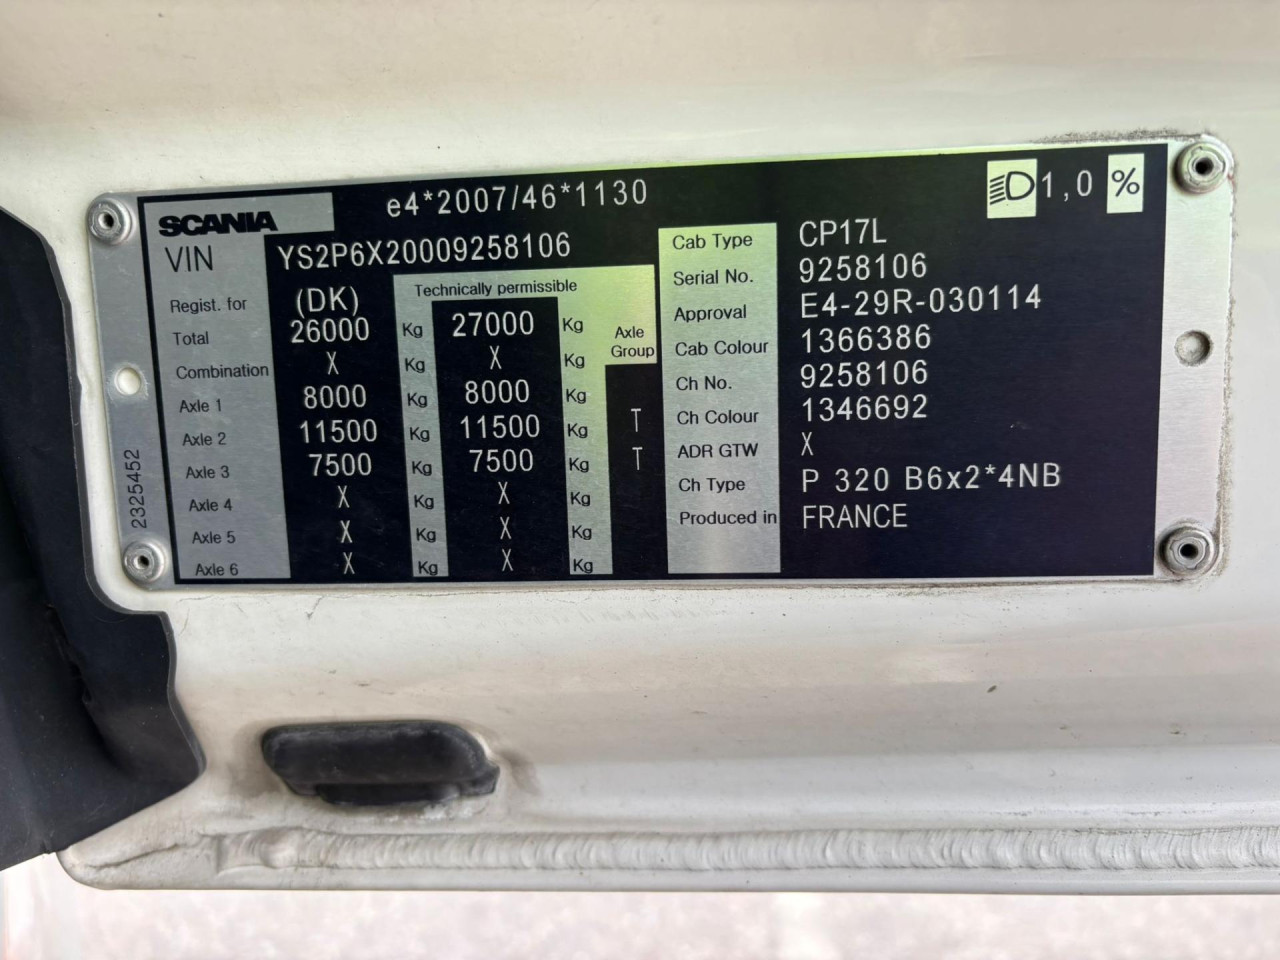 SCANIA e4*2007/46*1130 1,0 %
VIN YS2P6X20009258106
Regist. for (DK) Technically permissible
Total 26000 Kg 27000 Kg Axle Group
Combination X Kg X Kg
Axle 1 8000 Kg 8000 Kg
Axle 2 11500 Kg 11500 Kg T
Axle 3 7500 Kg 7500 Kg T
Axle 4 X Kg X Kg
Axle 5 X Kg X Kg
Axle 6 X Kg X Kg
Cab Type CP17L
Serial No. 9258106
Approval E4-29R-030114
Cab Colour 1366386
Ch No. 9258106
Ch Colour 1346692
ADR GTW X
Ch Type P 320 B6x2*4NB
Produced in FRANCE
2325452